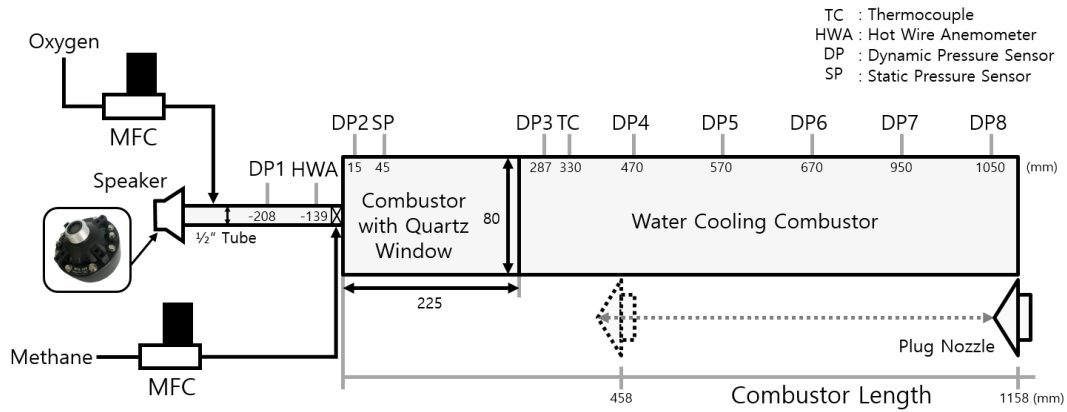 TC : Thermocouple
HWA : Hot Wire Anemometer
DP : Dynamic Pressure Sensor
SP : Static Pressure Sensor
Oxygen
MFC
DP2 SP DP3 TC DP4 DP5 DP6 DP7 DP8
15 45 287 330 470 570 670 950 1050 (mm)
Speaker
DP1 HWA
-208 -139
½” Tube
Combustor
with Quartz
Window
80
Water Cooling Combustor
225
Methane
MFC
Plug Nozzle
Combustor Length
458 1158 (mm)